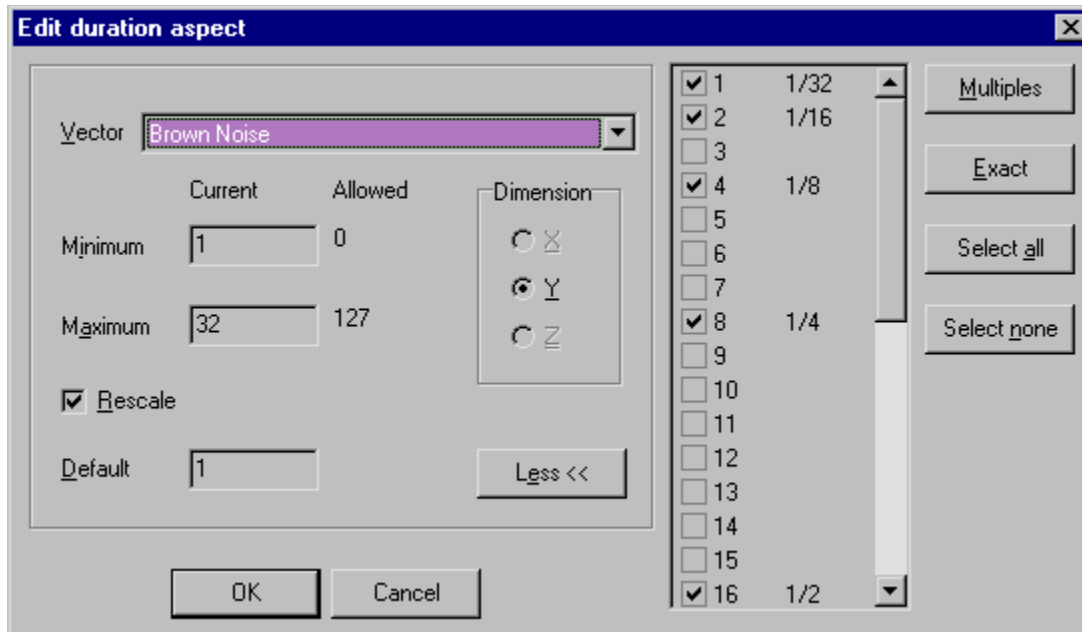 Edit duration aspect
Vector Brown Noise
Current Allowed
Minimum 1 0
Maximum 32 127
Rescale
Default 1
Dimension
X
Y
Z
Less <<
OK Cancel
1 1/32
2 1/16
3
4 1/8
5
6
7
8 1/4
9
10
11
12
13
14
15
16 1/2
Multiples
Exact
Select all
Select none